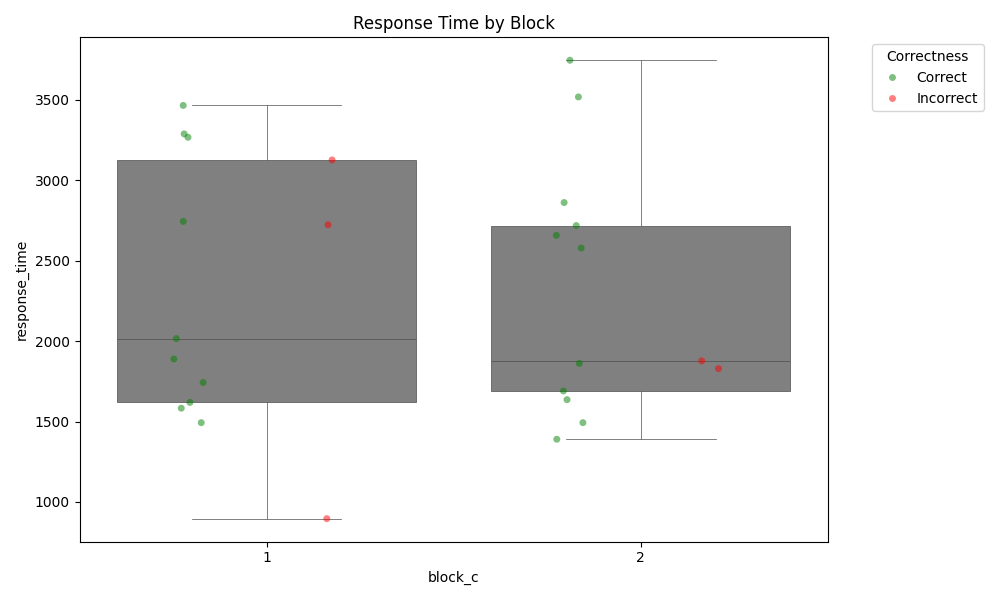 Response Time by Block
Correctness
Correct
Incorrect
response_time
3500
3000
2500
2000
1500
1000
1
2
block_c